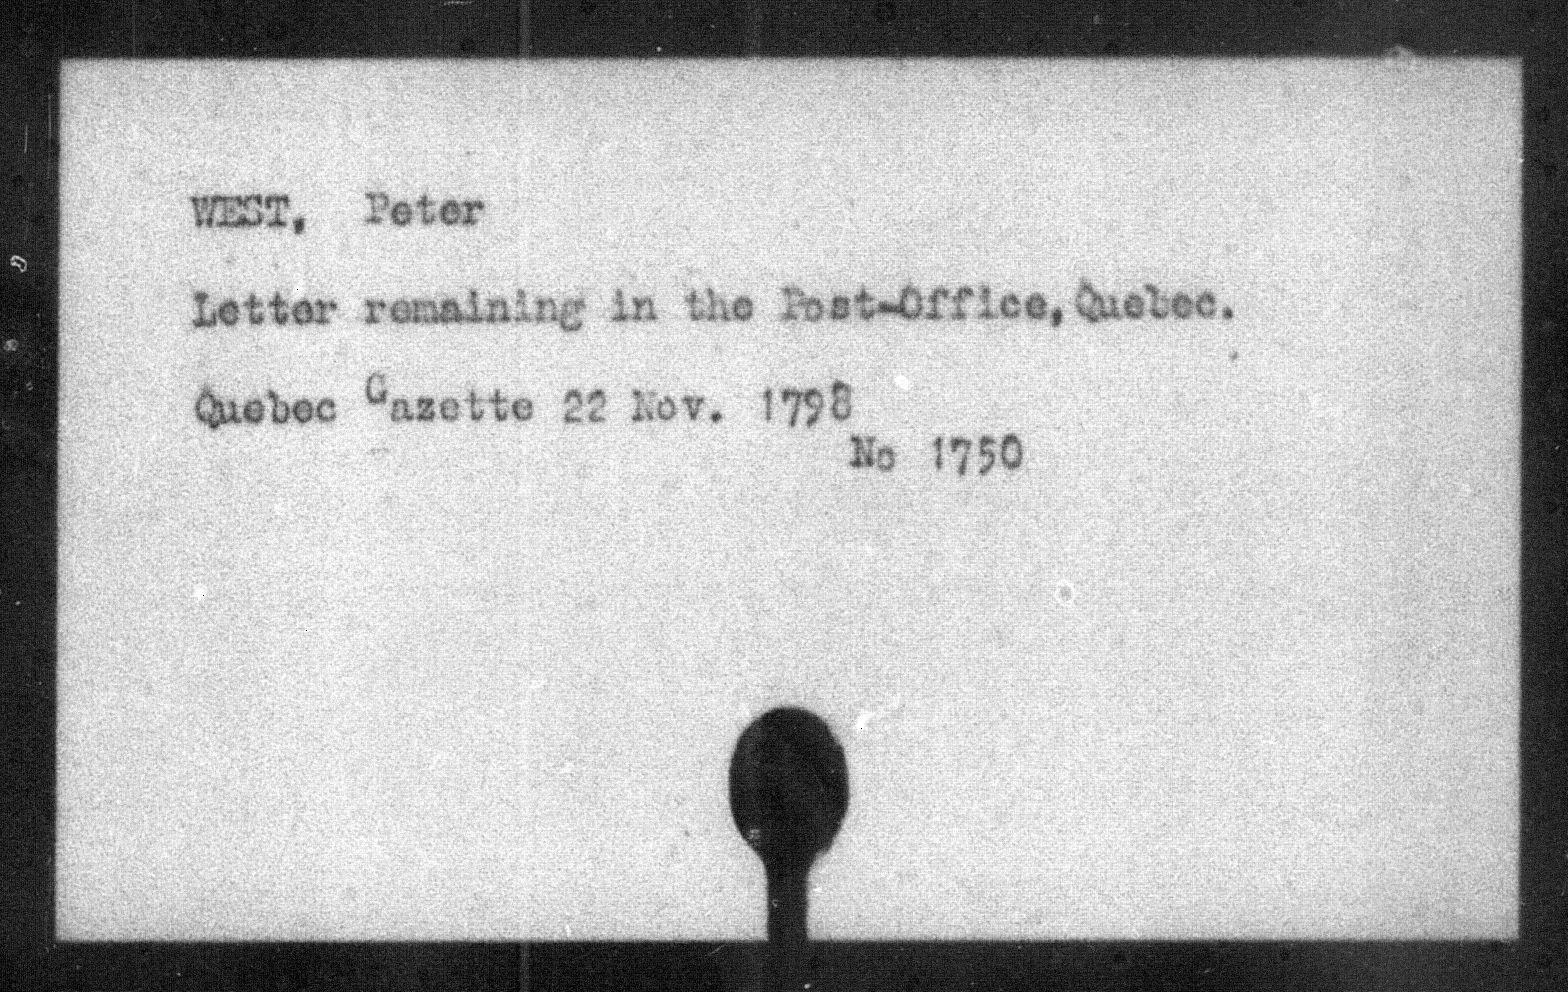 WEST, Peter
Letter remaining in the Post-Office, Quebec.
Quebec Gazette 22 Nov. 1798
No 1750